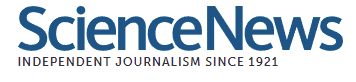 ScienceNews
INDEPENDENT JOURNALISM SINCE 1921